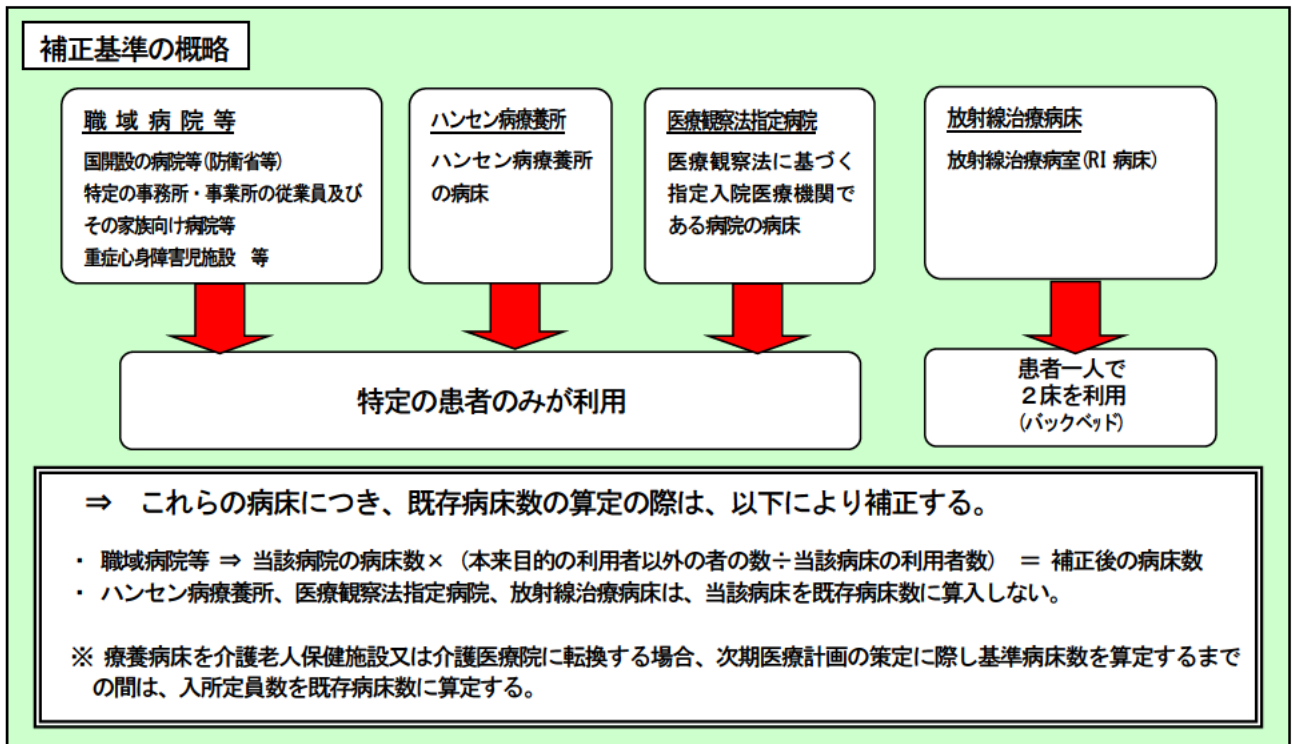 補正基準の概略
職域病院等
国開設の病院等(防衛省等)
特定の事務所・事業所の従業員及び
その家族向け病院等
重症心身障害児施設　等
ハンセン病療養所
ハンセン病療養所
の病床
医療観察法指定病院
医療観察法に基づく
指定入院医療機関で
ある病院の病床
放射線治療病床
放射線治療病室(RI 病床)
特定の患者のみが利用
患者一人で
２床を利用
(バックベッド)
⇒　これらの病床につき、既存病床数の算定の際は、以下により補正する。
・ 職域病院等 ⇒ 当該病院の病床数× （本来目的の利用者以外の者の数÷当該病床の利用者数） ＝ 補正後の病床数
・ ハンセン病療養所、医療観察法指定病院、放射線治療病床は、当該病床を既存病床数に算入しない。
※ 療養病床を介護老人保健施設又は介護医療院に転換する場合、次期医療計画の策定に際し基準病床数を算定するまで
の間は、入所定員数を既存病床数に算定する。